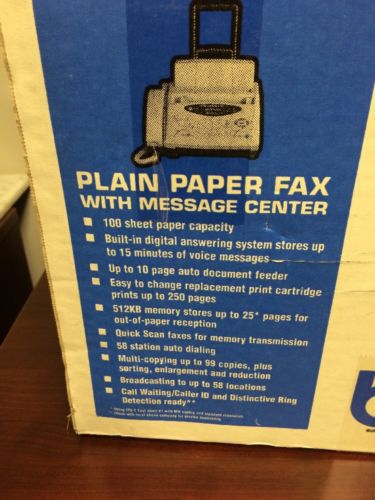 PLAIN PAPER FAX
WITH MESSAGE CENTER
100 sheet paper capacity
Built-in digital answering system stores up
to 15 minutes of voice messages
Up to 10 page auto document feeder
Easy to change replacement print cartridge
prints up to 250 pages
512KB memory stores up to 25* pages for
out-of-paper reception
Quick Scan faxes for memory transmission
58 station auto dialing
Multi-copying up to 99 copies, plus
sorting, enlargement and reduction
Broadcasting to up to 58 locations
Call Waiting/Caller ID and Distinctive Ring
Detection ready**